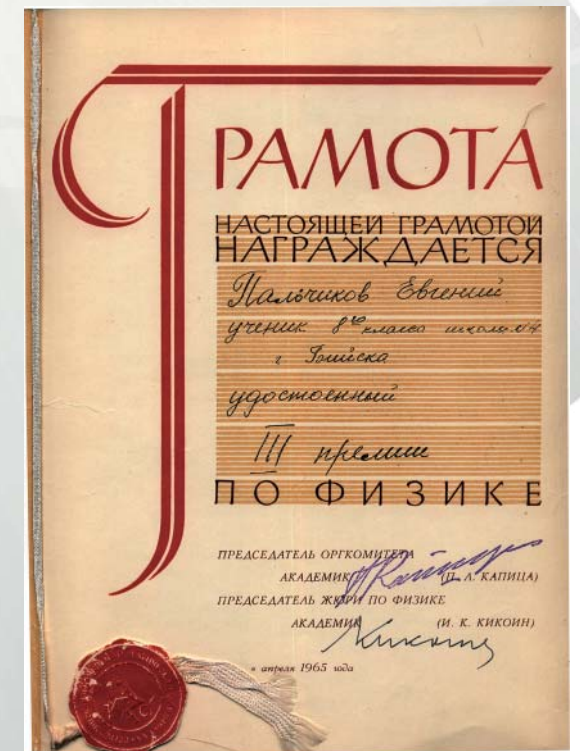 ГРАМОТА
НАСТОЯЩЕЙ ГРАМОТОЙ
НАГРАЖДАЕТСЯ
Пальчиков Евгений
ученик 8го класса школы №4
г. Бийска
удостоенный
III премии
ПО ФИЗИКЕ
ПРЕДСЕДАТЕЛЬ ОРГКОМИТЕТА
АКАДЕМИК (П. Л. КАПИЦА)
ПРЕДСЕДАТЕЛЬ ЖЮРИ ПО ФИЗИКЕ
АКАДЕМИК (И. К. КИКОИН)
апреля 1965 года